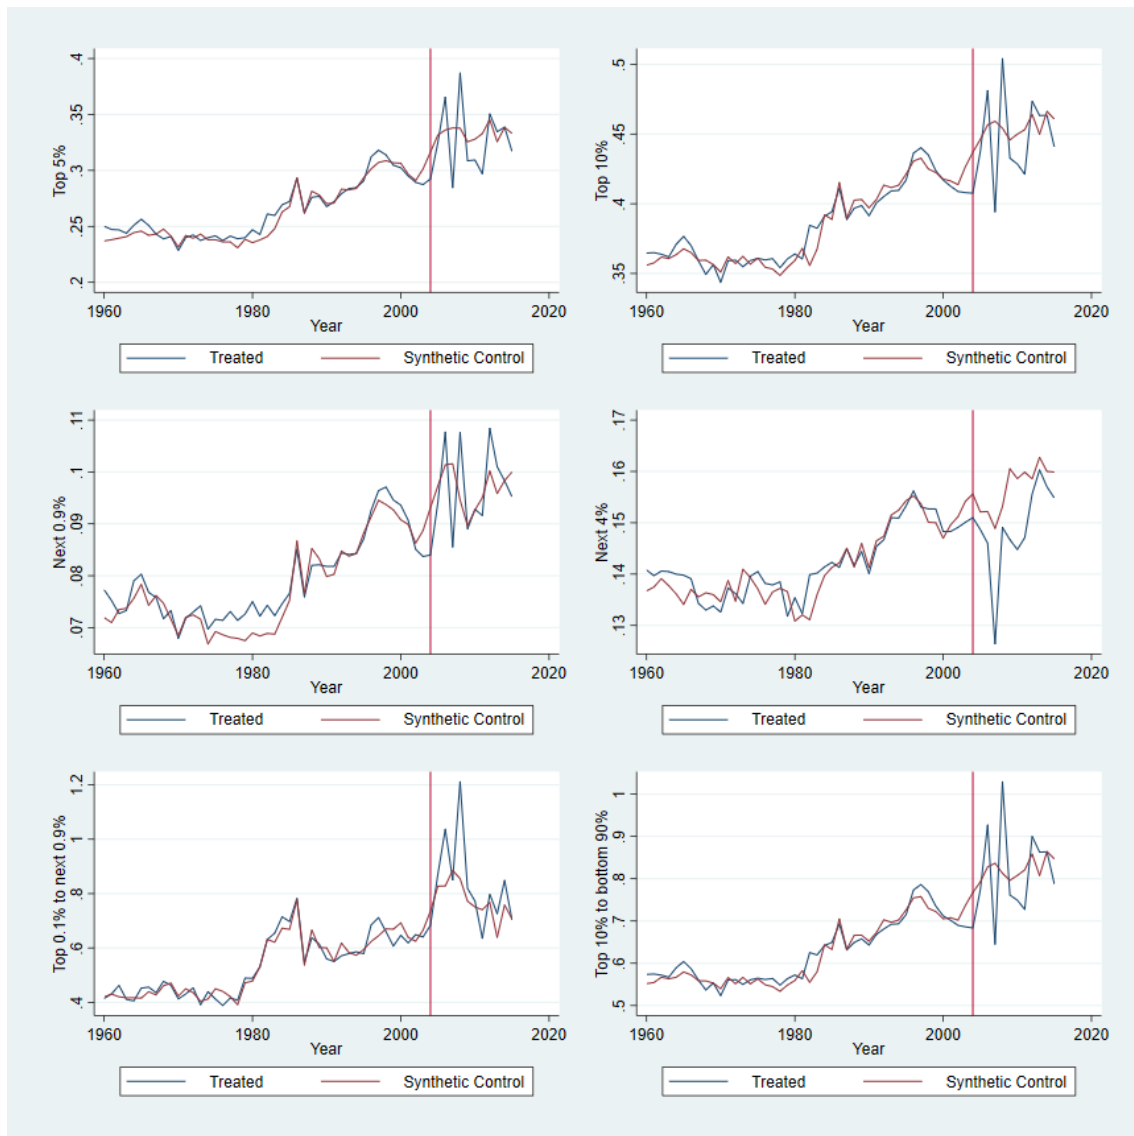 Top 5%
.4
.35
.3
.25
.2
1960 1980 2000 2020
Year
Treated Synthetic Control
Top 10%
.5
.45
.4
.35
1960 1980 2000 2020
Year
Treated Synthetic Control
Next 0.9%
.11
.1
.09
.08
.07
1960 1980 2000 2020
Year
Treated Synthetic Control
Next 4%
.17
.16
.15
.14
.13
1960 1980 2000 2020
Year
Treated Synthetic Control
Top 0.1% to next 0.9%
1.2
1
.8
.6
.4
1960 1980 2000 2020
Year
Treated Synthetic Control
Top 10% to bottom 90%
1
.9
.8
.7
.6
.5
1960 1980 2000 2020
Year
Treated Synthetic Control